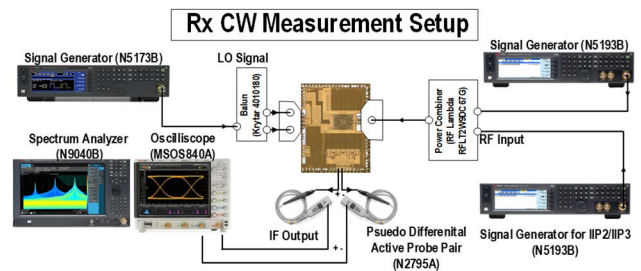 Rx CW Measurement Setup
Signal Generator (N5173B)
LO Signal
Balun
(Krytar 4010180)
Signal Generator (N5193B)
Power Combiner
(RF Lambda
RFLT2W9DC67G)
RF Input
Spectrum Analyzer
(N9040B)
Oscilliscope
(MSOS840A)
+ -
IF Output
+ -
Psuedo Differenital
Active Probe Pair
(N2795A)
Signal Generator for IIP2/IIP3
(N5193B)